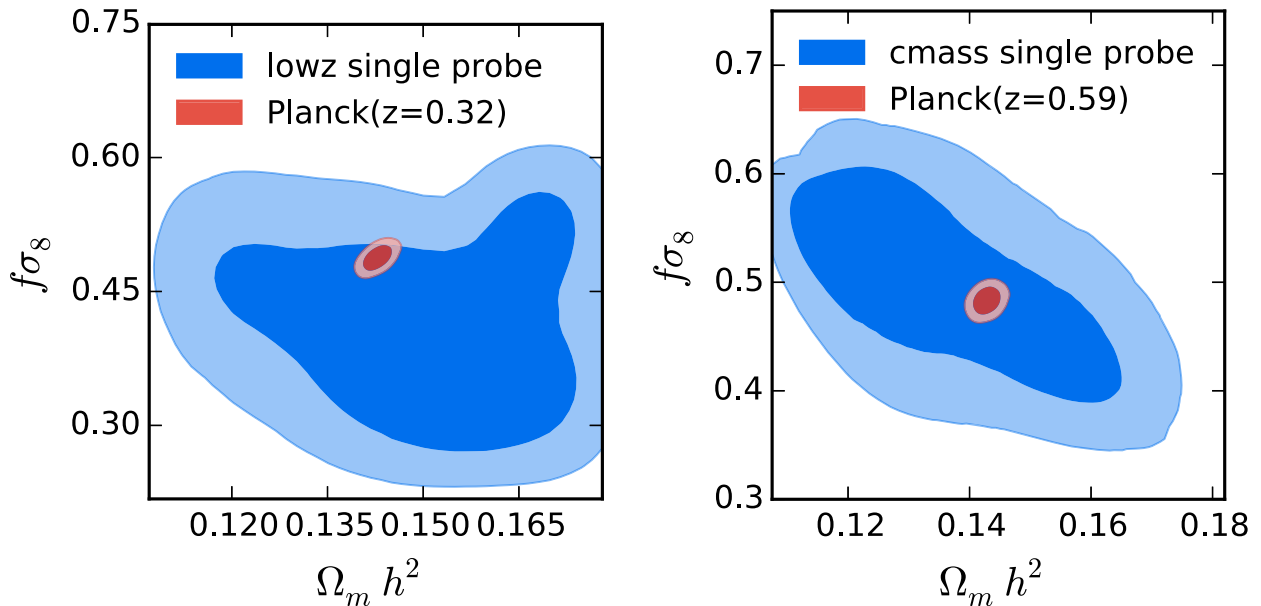 lowz single probe
Planck(z=0.32)
0.75
0.60
0.45
0.30
fσ₈
0.120 0.135 0.150 0.165
Ωₘ h²
cmass single probe
Planck(z=0.59)
0.7
0.6
0.5
0.4
0.3
fσ₈
0.12 0.14 0.16 0.18
Ωₘ h²